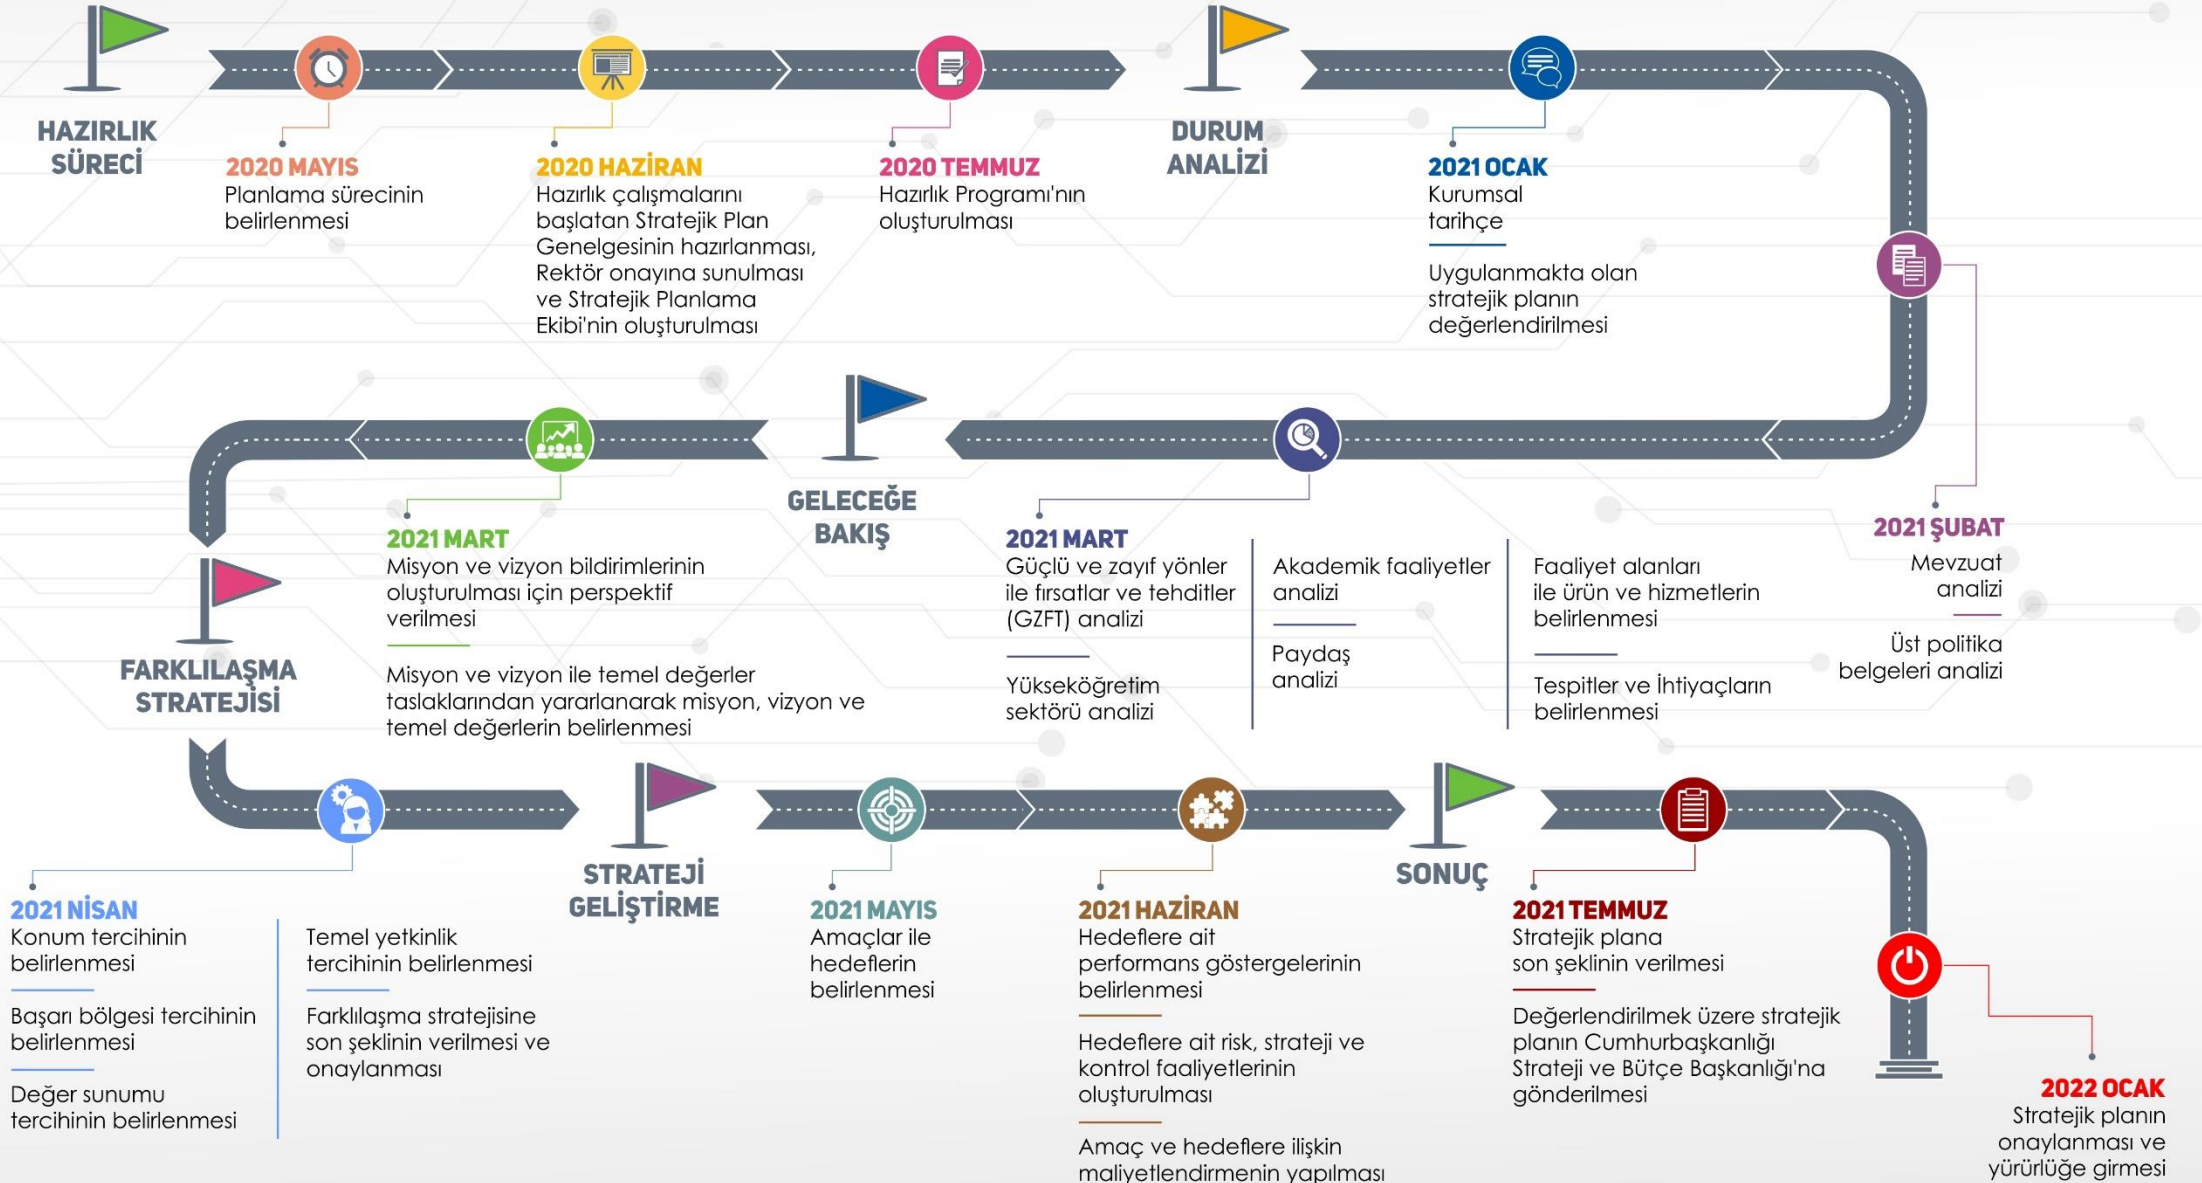 HAZIRLIK
SÜRECİ
2020 MAYIS
Planlama sürecinin
belirlenmesi
2020 HAZİRAN
Hazırlık çalışmalarını
başlatan Stratejik Plan
Genelgesinin hazırlanması,
Rektör onayına sunulması
ve Stratejik Planlama
Ekibi'nin oluşturulması
2020 TEMMUZ
Hazırlık Programı'nın
oluşturulması
DURUM
ANALİZİ
2021 OCAK
Kurumsal
tarihçe
Uygulanmakta olan
stratejik planın
değerlendirilmesi
2021 ŞUBAT
Mevzuat
analizi
Üst politika
belgeleri analizi
2021 MART
Güçlü ve zayıf yönler
ile fırsatlar ve tehditler
(GZFT) analizi
Yükseköğretim
sektörü analizi
Akademik faaliyetler
analizi
Paydaş
analizi
Faaliyet alanları
ile ürün ve hizmetlerin
belirlenmesi
Tespitler ve İhtiyaçların
belirlenmesi
GELECEĞE
BAKIŞ
2021 MART
Misyon ve vizyon bildirimlerinin
oluşturulması için perspektif
verilmesi
Misyon ve vizyon ile temel değerler
taslaklarından yararlanarak misyon, vizyon ve
temel değerlerin belirlenmesi
FARKLILAŞMA
STRATEJİSİ
2021 NİSAN
Konum tercihinin
belirlenmesi
Başarı bölgesi tercihinin
belirlenmesi
Değer sunumu
tercihinin belirlenmesi
Temel yetkinlik
tercihinin belirlenmesi
Farklılaşma stratejisine
son şeklinin verilmesi ve
onaylanması
STRATEJİ
GELİŞTİRME
2021 MAYIS
Amaçlar ile
hedeflerin
belirlenmesi
2021 HAZİRAN
Hedeflere ait
performans göstergelerinin
belirlenmesi
Hedeflere ait risk, strateji ve
kontrol faaliyetlerinin
oluşturulması
Amaç ve hedeflere ilişkin
maliyetlendirmenin yapılması
SONUÇ
2021 TEMMUZ
Stratejik plana
son şeklinin verilmesi
Değerlendirilmek üzere stratejik
planın Cumhurbaşkanlığı
Strateji ve Bütçe Başkanlığı'na
gönderilmesi
2022 OCAK
Stratejik planın
onaylanması ve
yürürlüğe girmesi